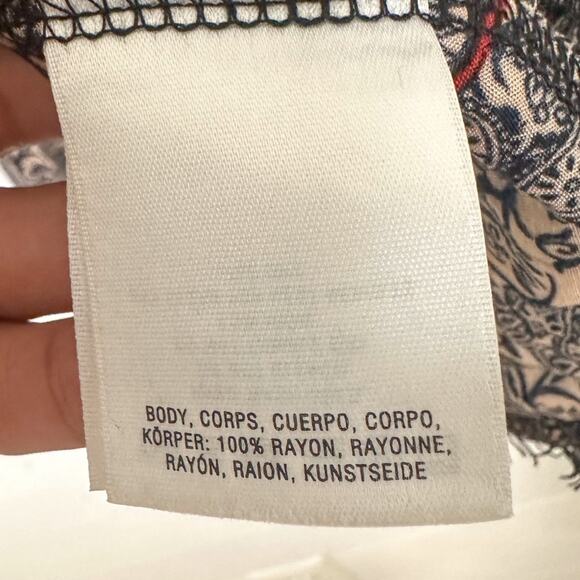 BODY, CORPS, CUERPO, CORPO,
KÖRPER: 100% RAYON, RAYONNE,
RAYÓN, RAION, KUNSTSEIDE